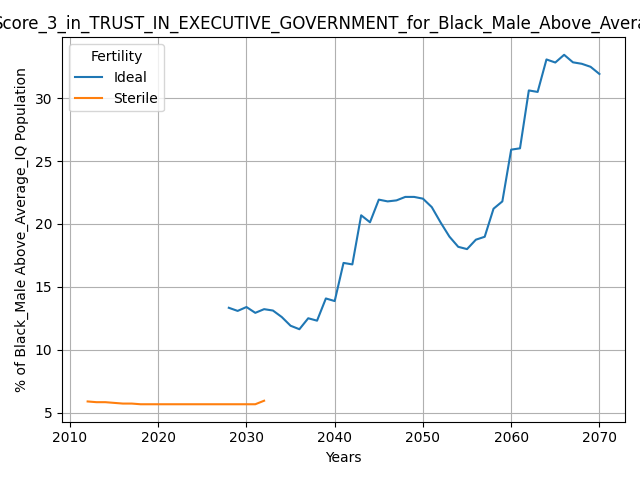 Score_3_in_TRUST_IN_EXECUTIVE_GOVERNMENT_for_Black_Male_Above_Avera
Fertility
Ideal
Sterile
% of Black_Male Above_Average_IQ Population
30
25
20
15
10
5
2010 2020 2030 2040 2050 2060 2070
Years